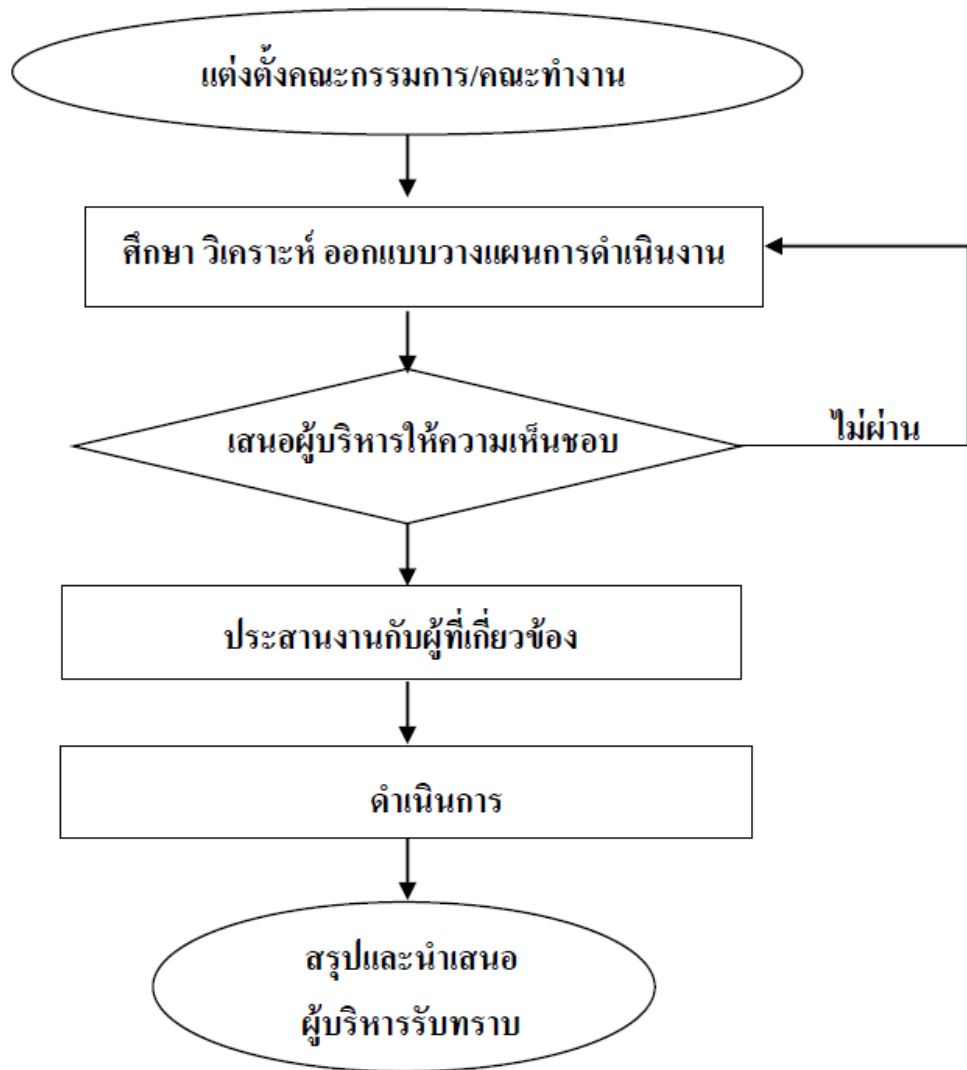 แต่งตั้งคณะกรรมการ/คณะทำงาน
ศึกษา วิเคราะห์ ออกแบบวางแผนการดำเนินงาน
เสนอผู้บริหารให้ความเห็นชอบ
ไม่ผ่าน
ประสานงานกับผู้ที่เกี่ยวข้อง
ดำเนินการ
สรุปและนำเสนอ
ผู้บริหารรับทราบ